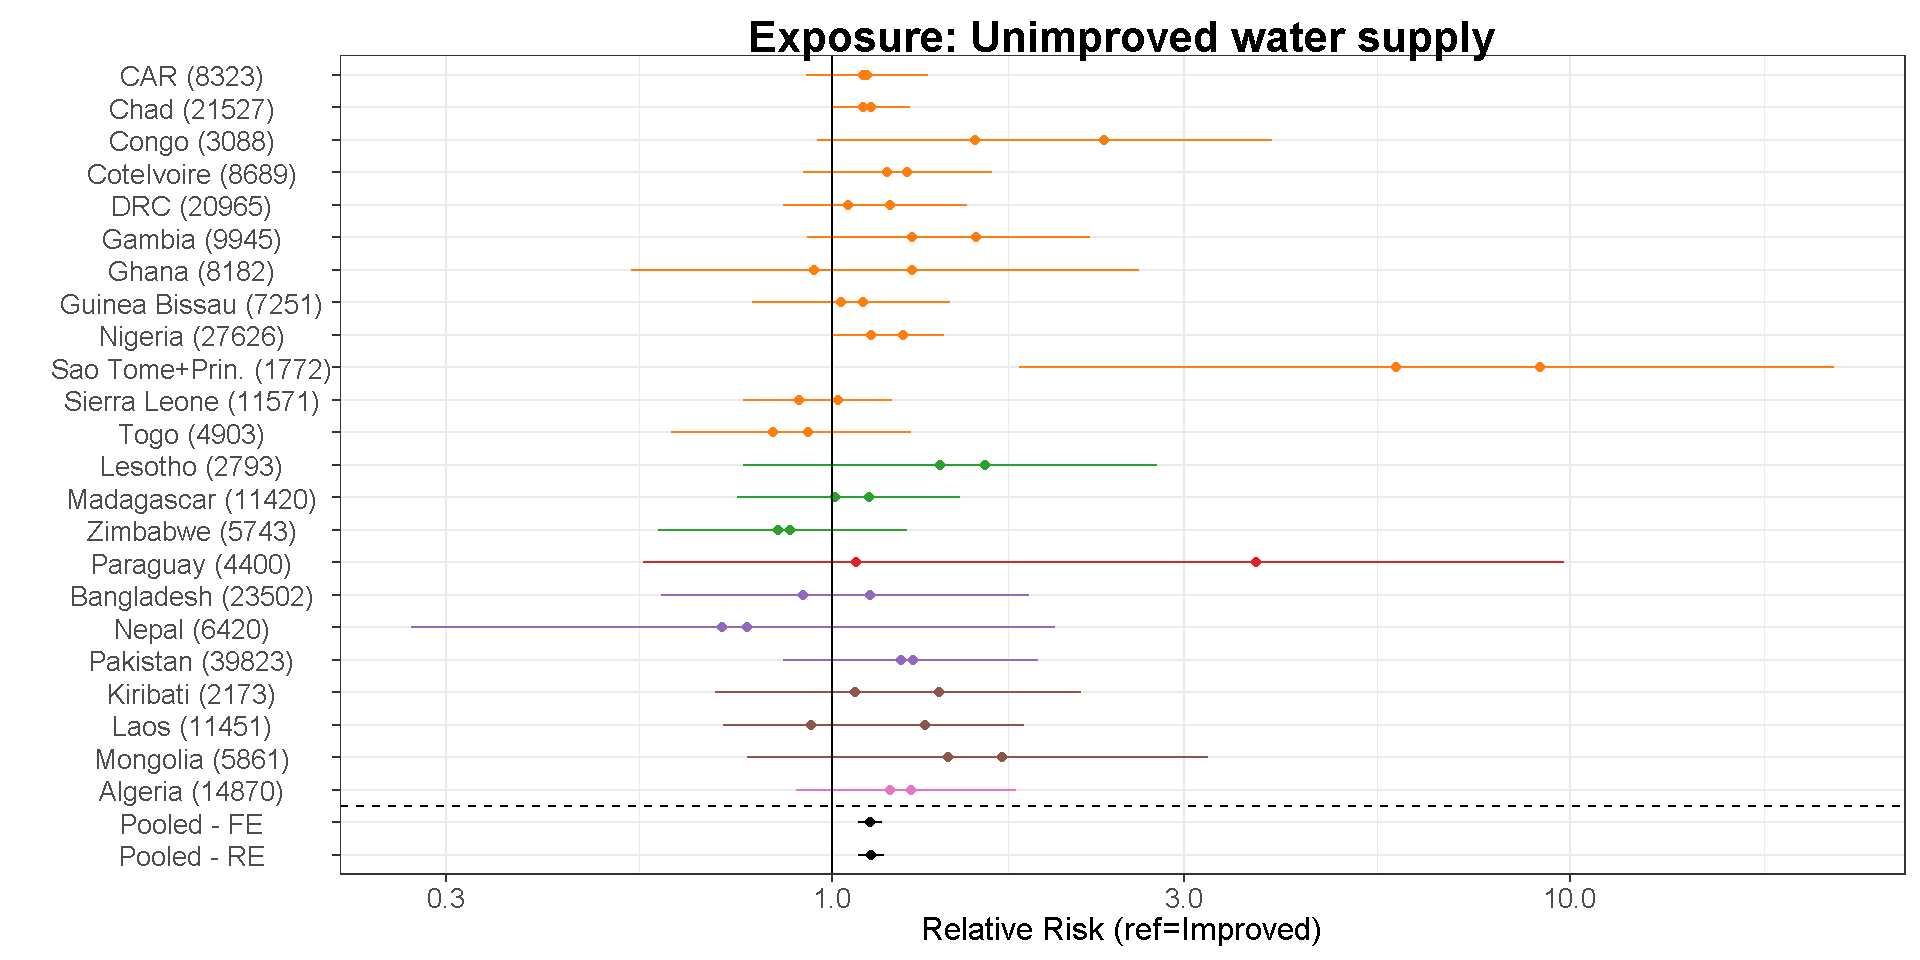 Exposure: Unimproved water supply
CAR (8323)
Chad (21527)
Congo (3088)
CoteIvoire (8689)
DRC (20965)
Gambia (9945)
Ghana (8182)
Guinea Bissau (7251)
Nigeria (27626)
Sao Tome+Prin. (1772)
Sierra Leone (11571)
Togo (4903)
Lesotho (2793)
Madagascar (11420)
Zimbabwe (5743)
Paraguay (4400)
Bangladesh (23502)
Nepal (6420)
Pakistan (39823)
Kiribati (2173)
Laos (11451)
Mongolia (5861)
Algeria (14870)
Pooled - FE
Pooled - RE
0.3 1.0 3.0 10.0
Relative Risk (ref=Improved)